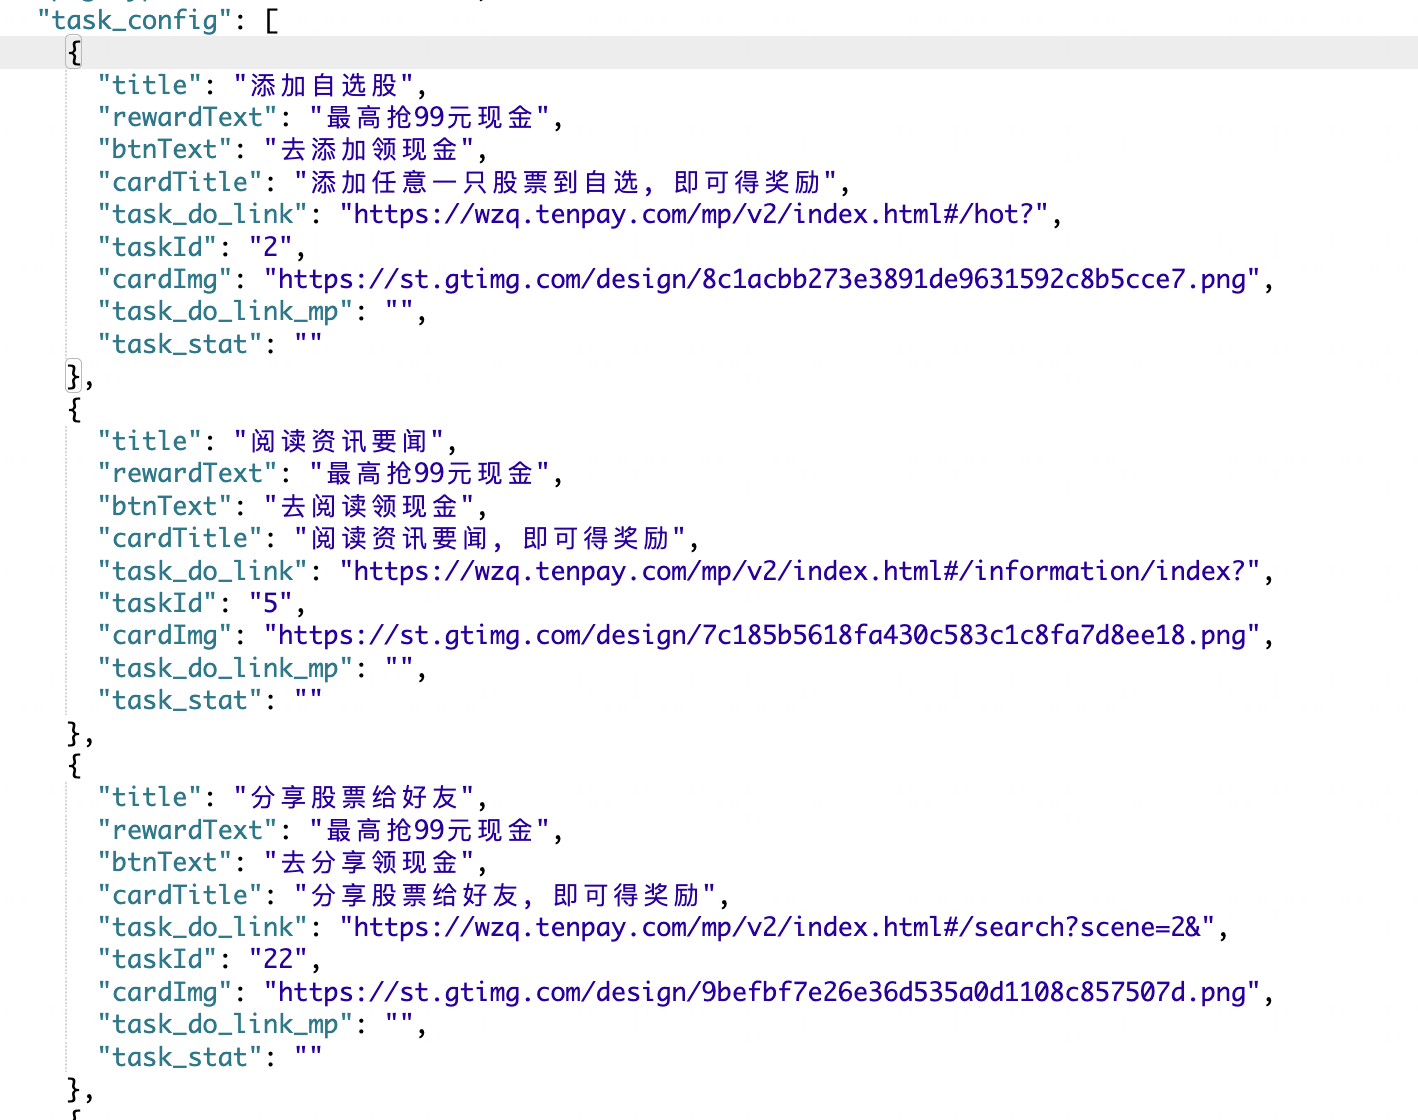 "task_config": [
{
"title": "添加自选股",
"rewardText": "最高抢99元现金",
"btnText": "去添加领现金",
"cardTitle": "添加任意一只股票到自选，即可得奖励",
"task_do_link": "https://wzq.tenpay.com/mp/v2/index.html#/hot?",
"taskId": "2",
"cardImg": "https://st.gtimg.com/design/8c1acbb273e3891de9631592c8b5cce7.png",
"task_do_link_mp": "",
"task_stat": ""
},
{
"title": "阅读资讯要闻",
"rewardText": "最高抢99元现金",
"btnText": "去阅读领现金",
"cardTitle": "阅读资讯要闻，即可得奖励",
"task_do_link": "https://wzq.tenpay.com/mp/v2/index.html#/information/index?",
"taskId": "5",
"cardImg": "https://st.gtimg.com/design/7c185b5618fa430c583c1c8fa7d8ee18.png",
"task_do_link_mp": "",
"task_stat": ""
},
{
"title": "分享股票给好友",
"rewardText": "最高抢99元现金",
"btnText": "去分享领现金",
"cardTitle": "分享股票给好友，即可得奖励",
"task_do_link": "https://wzq.tenpay.com/mp/v2/index.html#/search?scene=2&",
"taskId": "22",
"cardImg": "https://st.gtimg.com/design/9befbf7e26e36d535a0d1108c857507d.png",
"task_do_link_mp": "",
"task_stat": ""
},
{